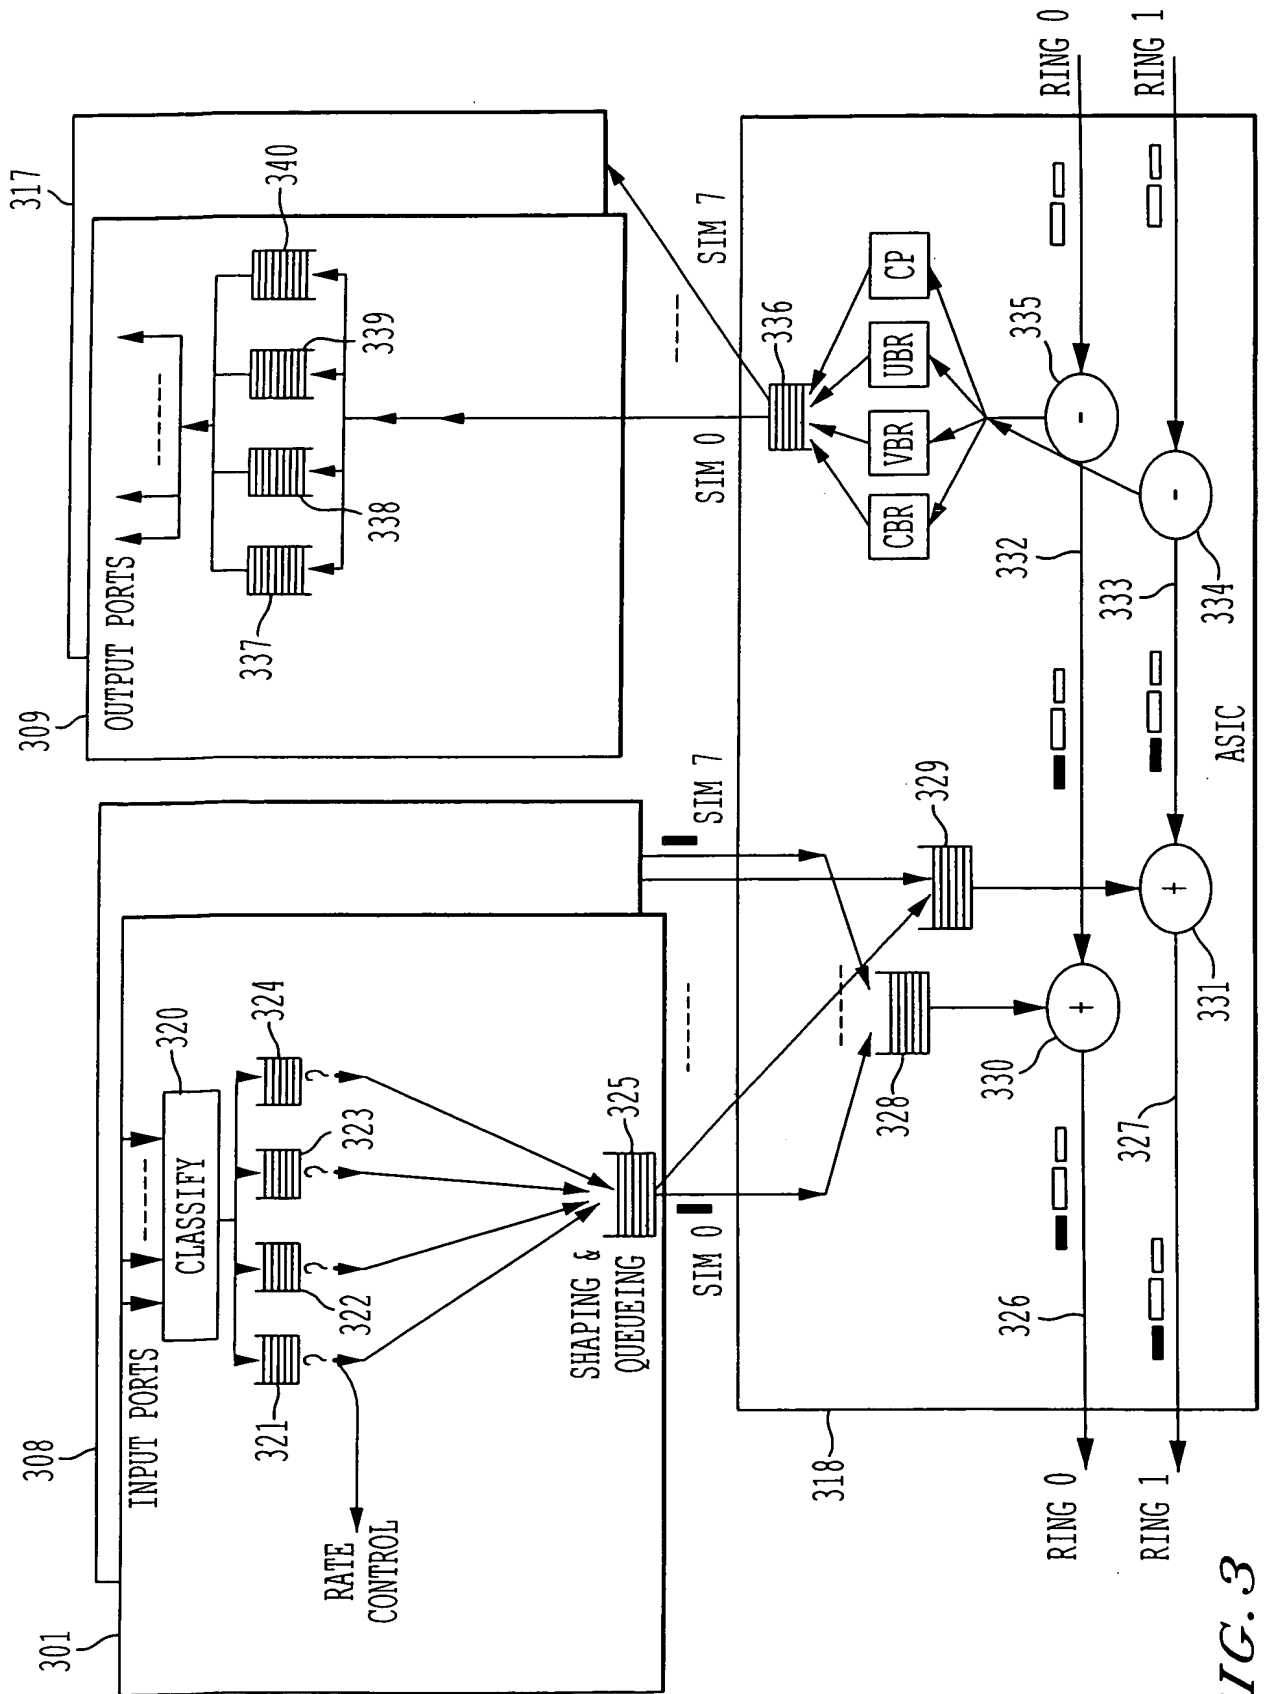 301
308
INPUT PORTS
320
CLASSIFY
321
322
323
324
?
?
?
?
RATE
CONTROL
SHAPING &
QUEUEING
325
SIM 0
SIM 7
309
317
OUTPUT PORTS
337
338
339
340
SIM 0
SIM 7
318
328
329
336
CBR
VBR
UBR
CP
RING 0
326
330
+
332
-
335
RING 0
RING 1
327
331
+
333
-
334
RING 1
ASIC
IG. 3